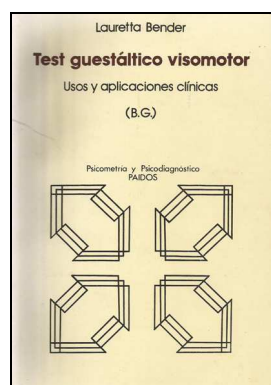 Lauretta Bender
Test guestáltico visomotor
Usos y aplicaciones clínicas
(B.G.)
Psicometría y Psicodiagnóstico
PAIDOS